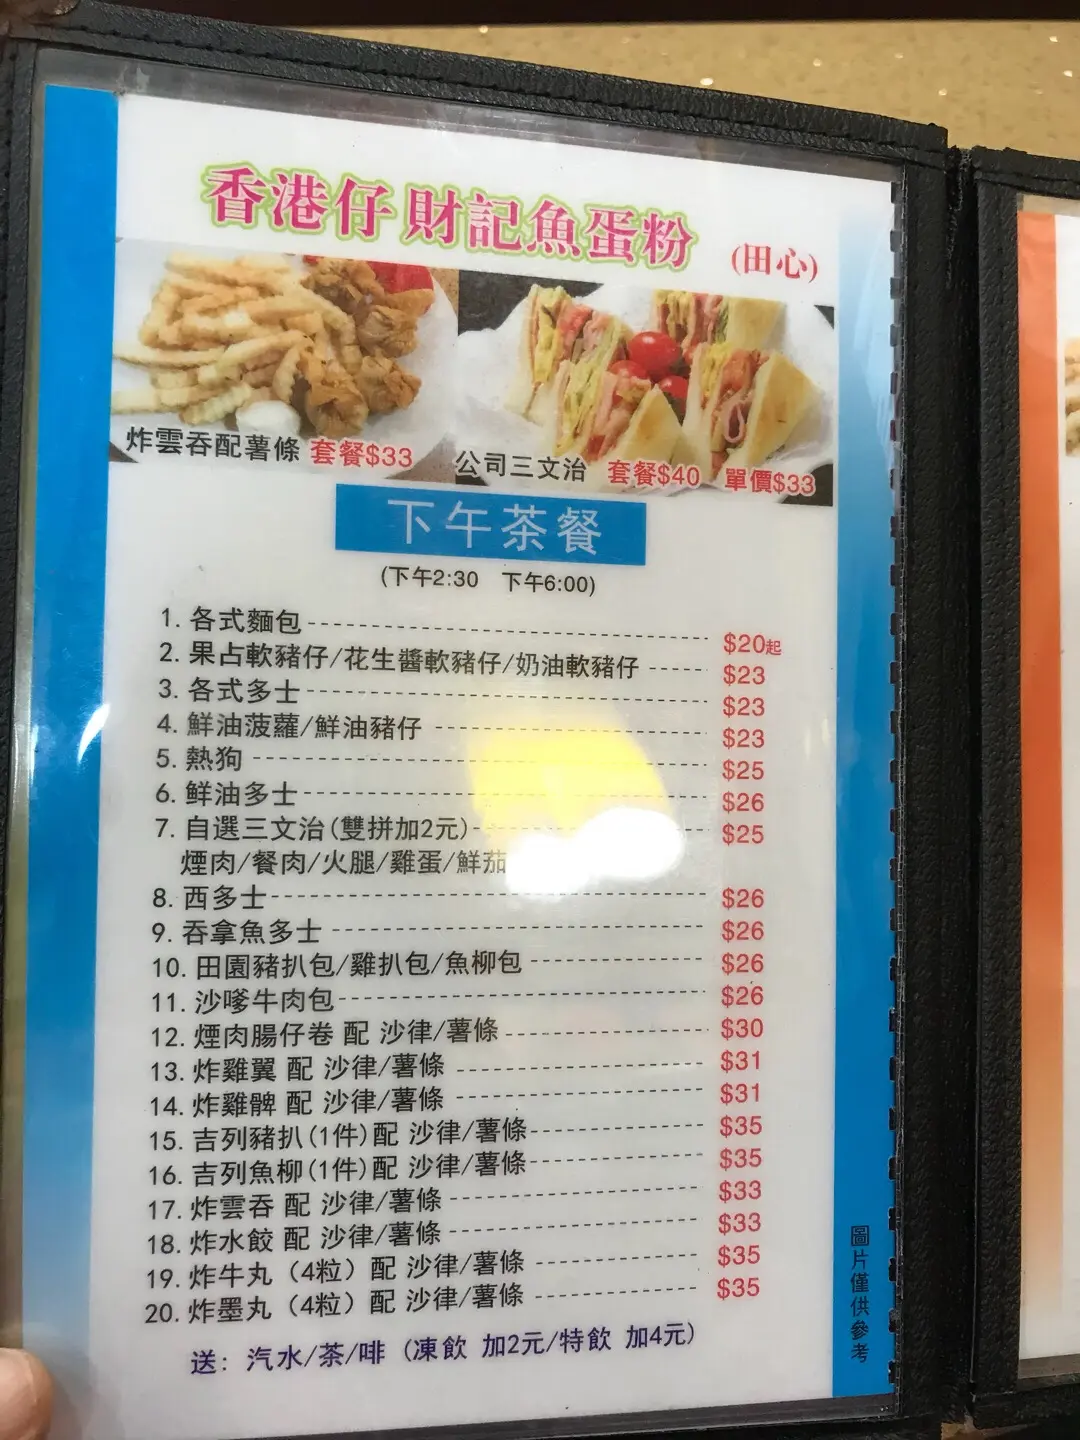 香港仔 財記魚蛋粉 (田心)
炸雲吞配薯條 套餐$33
公司三文治 套餐$40 單價$33
下午茶餐
(下午2:30 下午6:00)
1. 各式麵包 $20起
2. 果占軟豬仔/花生醬軟豬仔/奶油軟豬仔 $23
3. 各式多士 $23
4. 鮮油菠蘿/鮮油豬仔 $23
5. 熱狗 $25
6. 鮮油多士 $26
7. 自選三文治(雙拼加2元) $25
煙肉/餐肉/火腿/雞蛋/鮮茄
8. 西多士 $26
9. 吞拿魚多士 $26
10. 田園豬扒包/雞扒包/魚柳包 $26
11. 沙嗲牛肉包 $26
12. 煙肉腸仔卷 配 沙律/薯條 $30
13. 炸雞翼 配 沙律/薯條 $31
14. 炸雞髀 配 沙律/薯條 $31
15. 吉列豬扒(1件)配 沙律/薯條 $35
16. 吉列魚柳(1件)配 沙律/薯條 $35
17. 炸雲吞 配 沙律/薯條 $33
18. 炸水餃 配 沙律/薯條 $33
19. 炸牛丸（4粒）配 沙律/薯條 $35
20. 炸墨丸（4粒）配 沙律/薯條 $35
送: 汽水/茶/啡 (凍飲 加2元/特飲 加4元)
圖片僅供參考